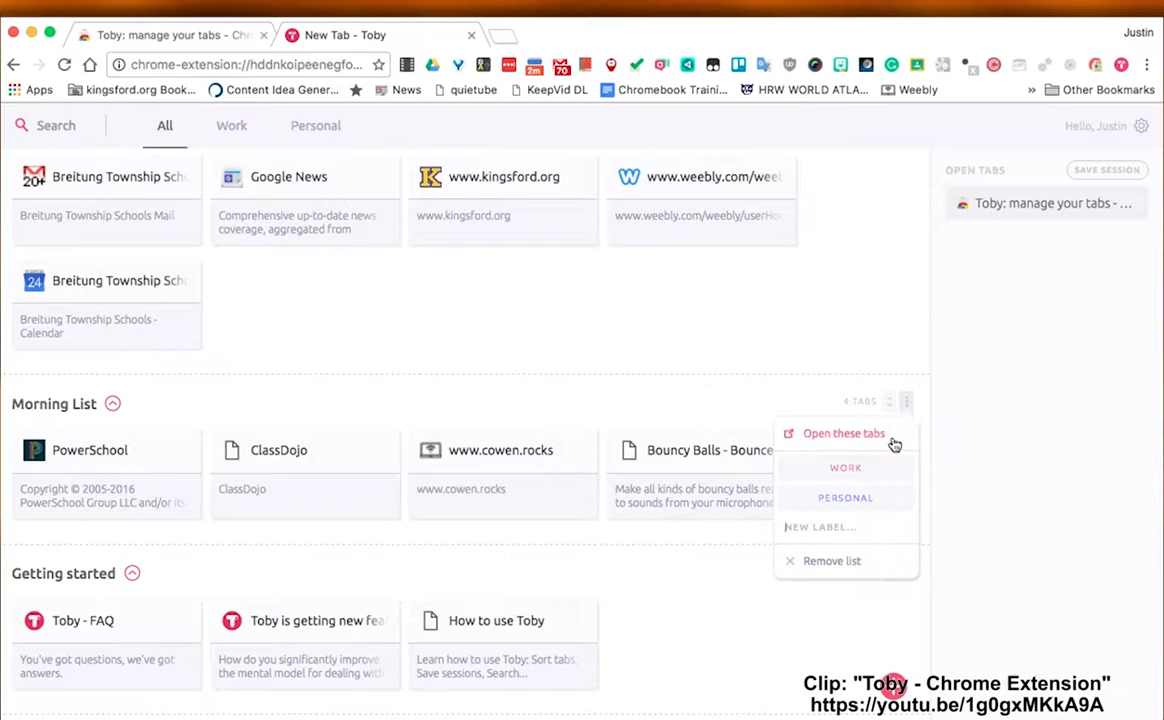 Toby: manage your tabs - Chr
New Tab - Toby
Justin
chrome-extension://hddnkoipeenegfo...
2m
70
Apps
kingsford.org Book...
Content Idea Gener...
News
quietube
KeepVid DL
Chromebook Traini...
HRW WORLD ATLA...
Weebly
» Other Bookmarks
Search
All
Work
Personal
Hello, Justin
OPEN TABS
SAVE SESSION
Toby: manage your tabs - ...
20+
Breitung Township Sch
Breitung Township Schools Mail
Google News
Comprehensive up-to-date news
coverage, aggregated from
K
www.kingsford.org
www.kingsford.org
www.weebly.com/wee
www.weebly.com/weebly/userHo
24
Breitung Township Sch
Breitung Township Schools -
Calendar
Morning List
4 TABS
PowerSchool
Copyright © 2005-2016
PowerSchool Group LLC and/or its
ClassDojo
ClassDojo
www.cowen.rocks
www.cowen.rocks
Bouncy Balls - Bounce
Make all kinds of bouncy balls re
to sounds from your microphone
Open these tabs
WORK
PERSONAL
NEW LABEL...
Remove list
Getting started
Toby - FAQ
You've got questions, we've got
answers.
Toby is getting new fea
How do you significantly improve
the mental model for dealing with
How to use Toby
Learn how to use Toby: Sort tabs,
Save sessions, Search...
Clip: "Toby - Chrome Extension"
https://youtu.be/1g0gxMKkA9A